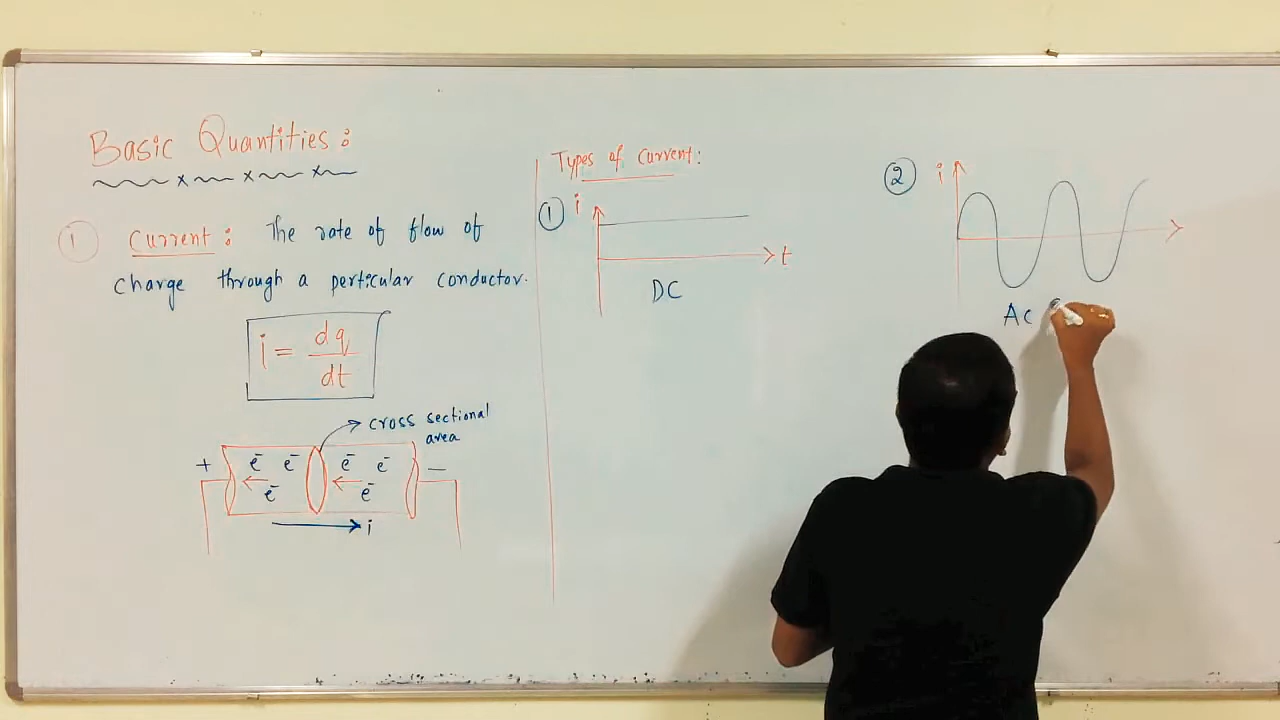 Basic Quantities:
① Current: The rate of flow of
charge through a perticular conductor.
i = dq/dt
cross sectional
area
+ e⁻ e⁻ e⁻ e⁻ −
e⁻ e⁻
i
Types of Current:
① i
t
DC
② i
AC